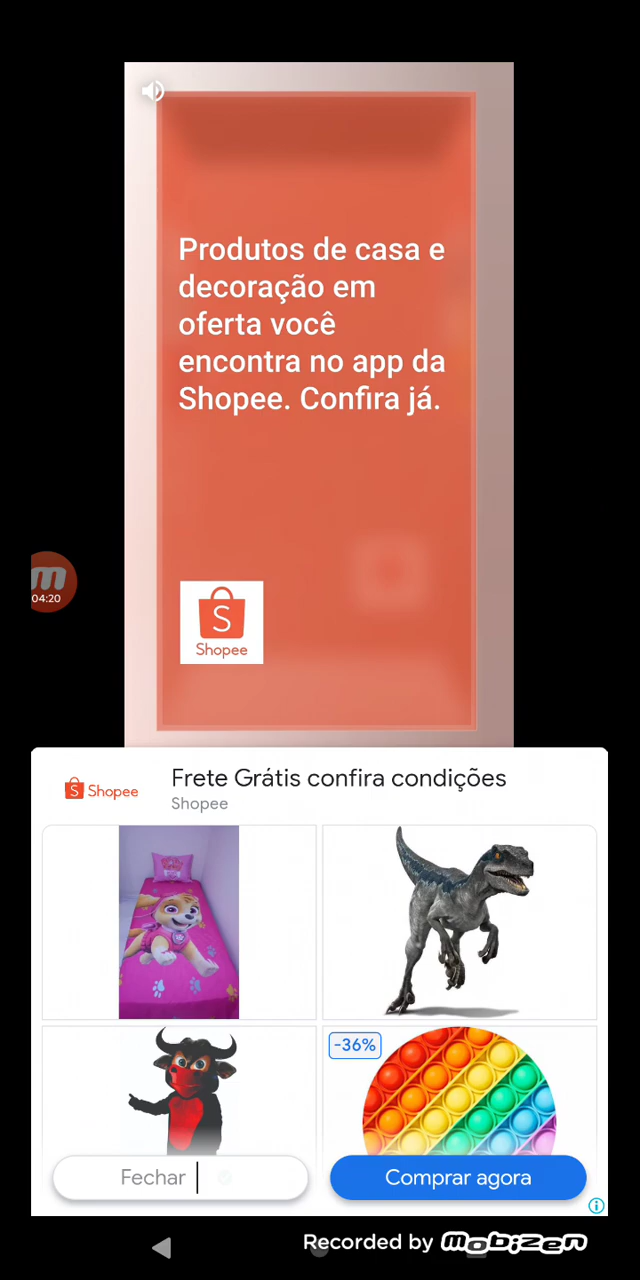 Produtos de casa e
decoração em
oferta você
encontra no app da
Shopee. Confira já.
04:20
S
Shopee
S Shopee
Frete Grátis confira condições
Shopee
-36%
Fechar
Comprar agora
Recorded by mobizen